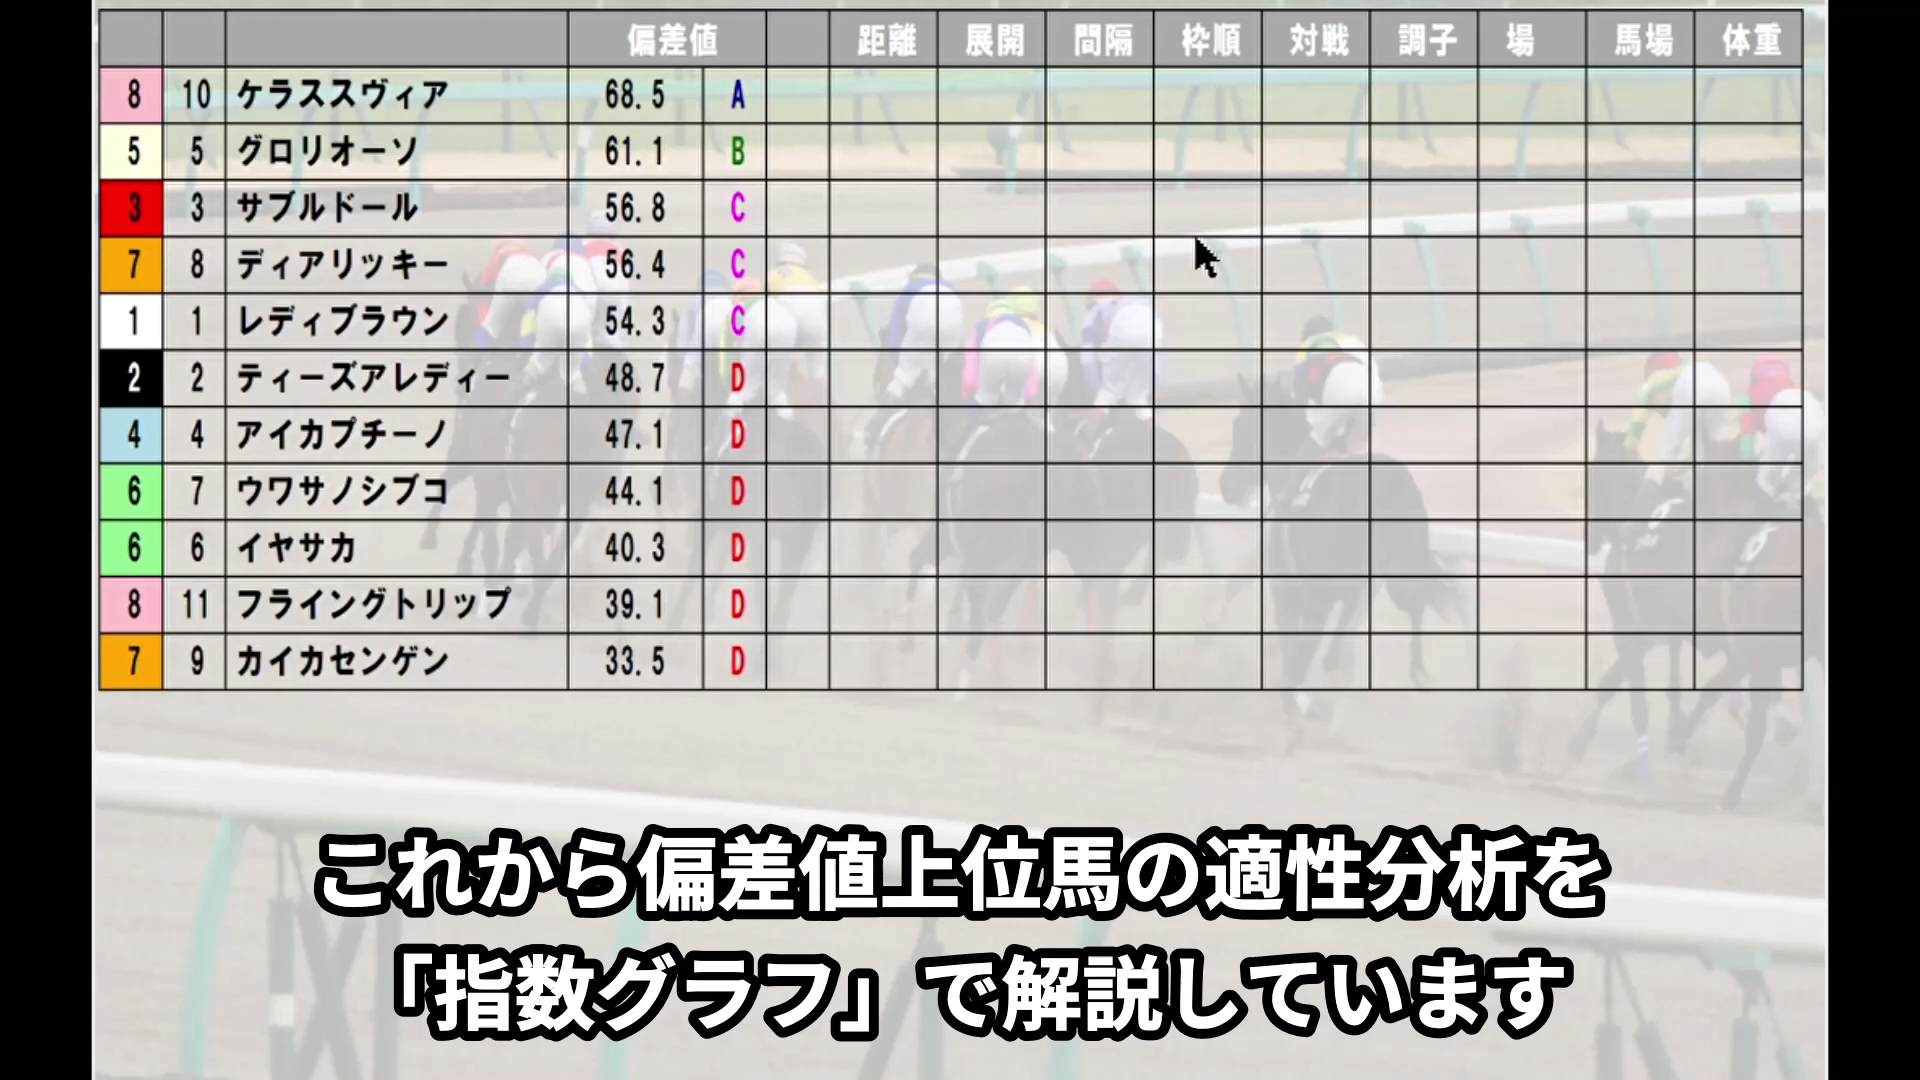 偏差値 距離 展開 間隔 枠順 対戦 調子 場 馬場 体重
8 10 ケラススヴィア 68.5 A
5 5 グロリオーソ 61.1 B
3 3 サブルドール 56.8 C
7 8 ディアリッキー 56.4 C
1 1 レディブラウン 54.3 C
2 2 ティーズアレディー 48.7 D
4 4 アイカプチーノ 47.1 D
6 7 ウワサノシブコ 44.1 D
6 6 イヤサカ 40.3 D
8 11 フライングトリップ 39.1 D
7 9 カイカセンゲン 33.5 D
これから偏差値上位馬の適性分析を
「指数グラフ」で解説しています